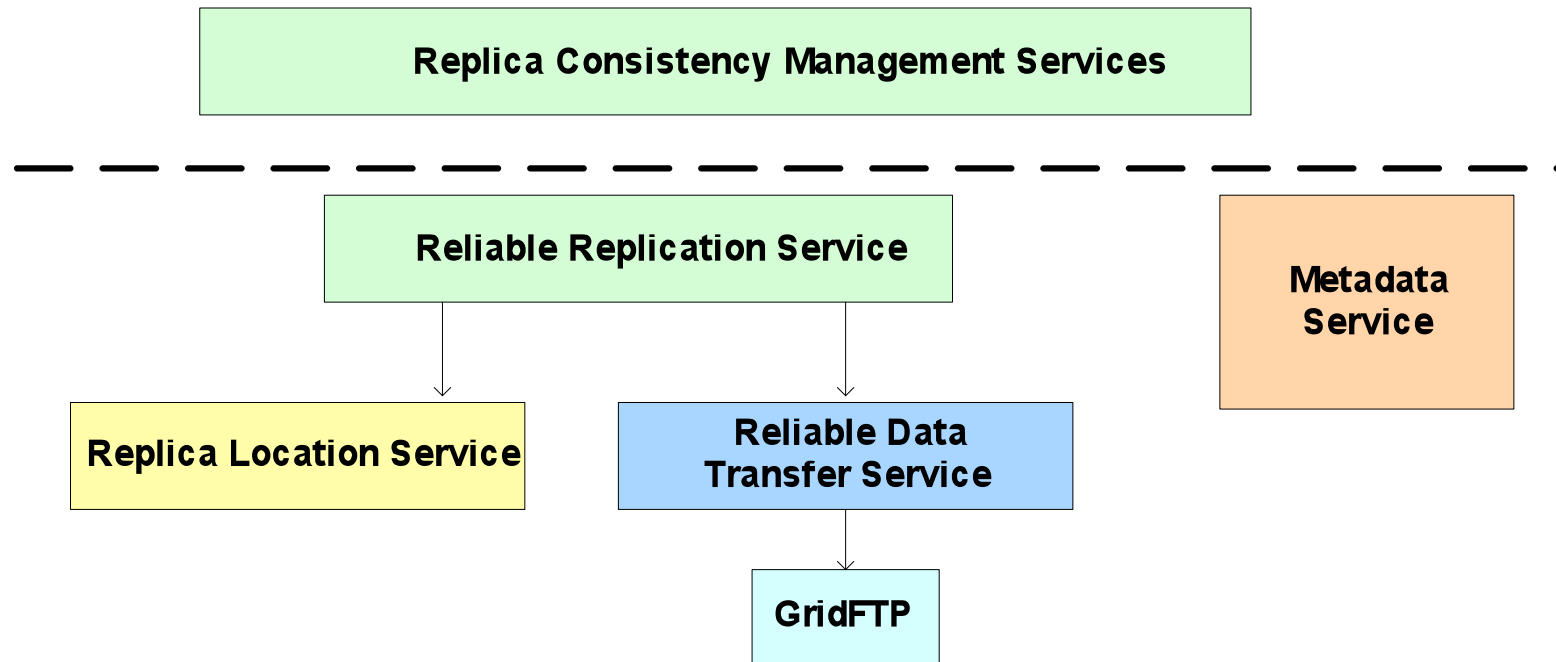 Replica Consistency Management Services
Reliable Replication Service
Metadata
Service
Replica Location Service
Reliable Data
Transfer Service
GridFTP